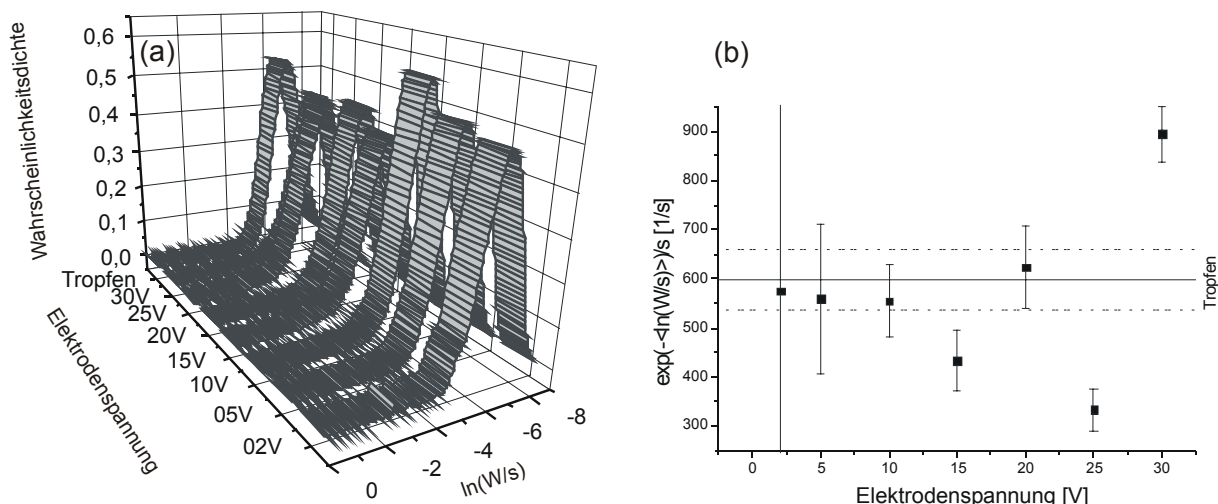 (a)
Wahrscheinlichkeitsdichte
0,6
0,5
0,4
0,3
0,2
0,1
0,0
Tropfen
30V
25V
20V
15V
10V
05V
02V
Elektrodenspannung
0
-2
-4
-6
-8
ln(W/s)
(b)
exp(-<ln(W/s)>)/s [1/s]
900
800
700
600
500
400
300
0 5 10 15 20 25 30
Elektrodenspannung [V]
Tropfen